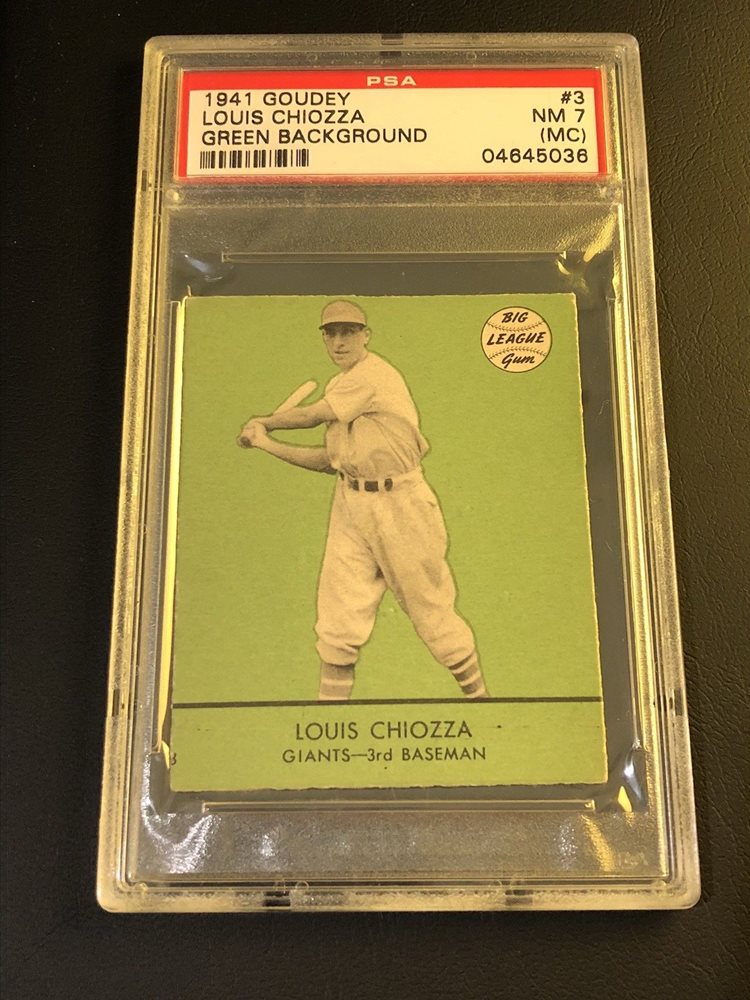 PSA
1941 GOUDEY #3
LOUIS CHIOZZA NM 7
GREEN BACKGROUND (MC)
04645036
BIG
LEAGUE
Gum
LOUIS CHIOZZA
GIANTS—3rd BASEMAN
3